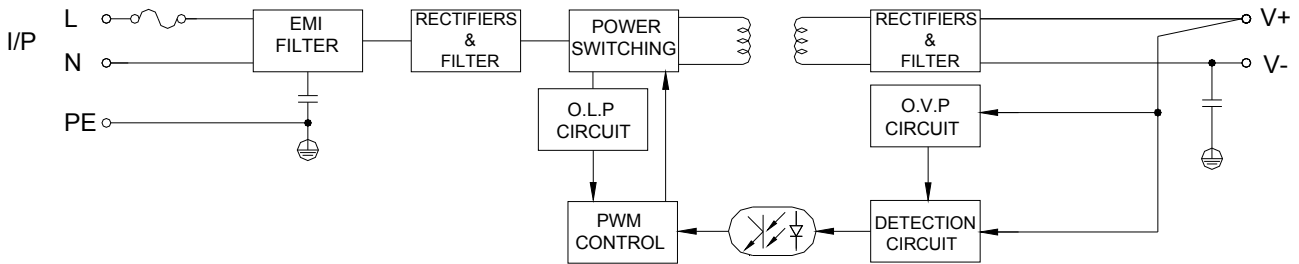 I/P
L
N
PE
EMI
FILTER
RECTIFIERS
&
FILTER
POWER
SWITCHING
RECTIFIERS
&
FILTER
V+
V-
O.L.P
CIRCUIT
O.V.P
CIRCUIT
PWM
CONTROL
DETECTION
CIRCUIT